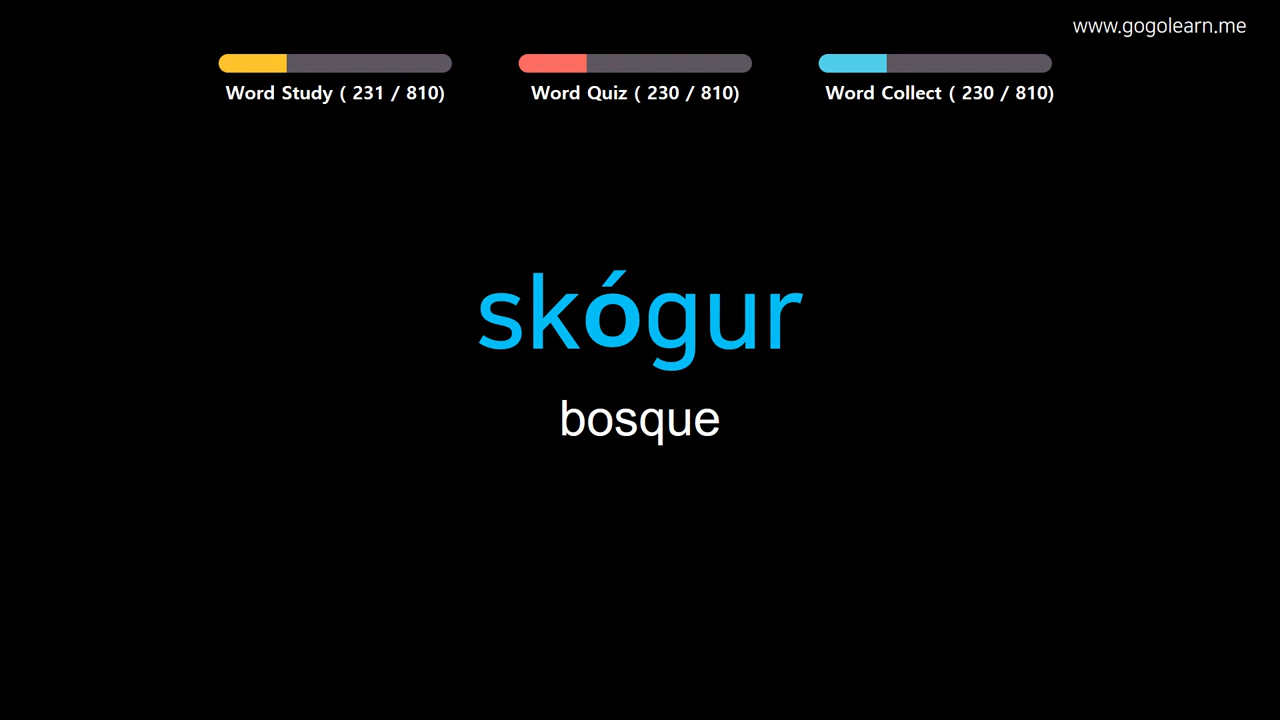 www.gogolearn.me
Word Study ( 231 / 810)
Word Quiz ( 230 / 810)
Word Collect ( 230 / 810)
skógur
bosque